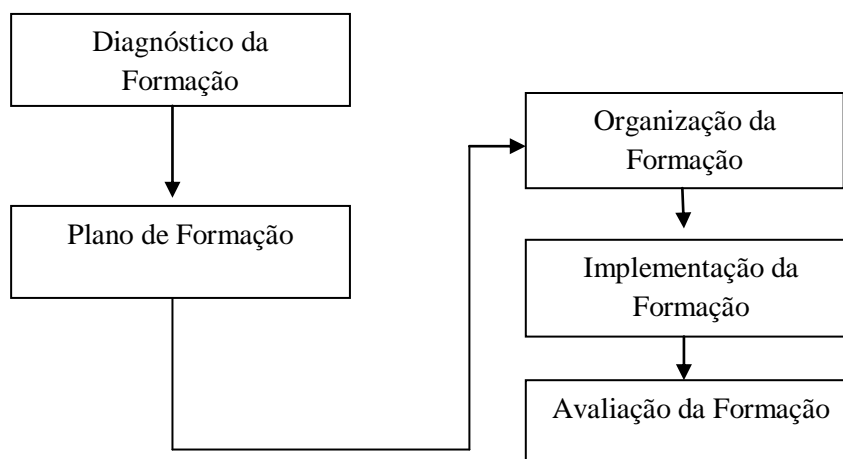 Diagnóstico da
Formação
Plano de Formação
Organização da
Formação
Implementação da
Formação
Avaliação da Formação